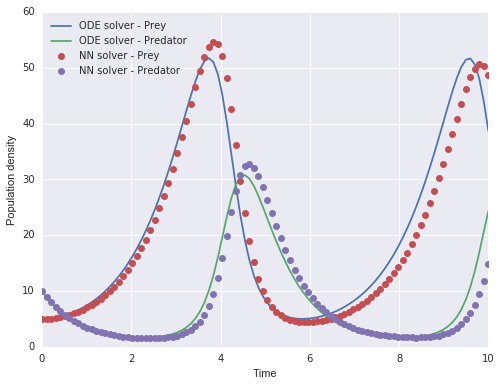 60
50
40
30
20
10
0
Population density
ODE solver - Prey
ODE solver - Predator
NN solver - Prey
NN solver - Predator
0 2 4 6 8 10
Time